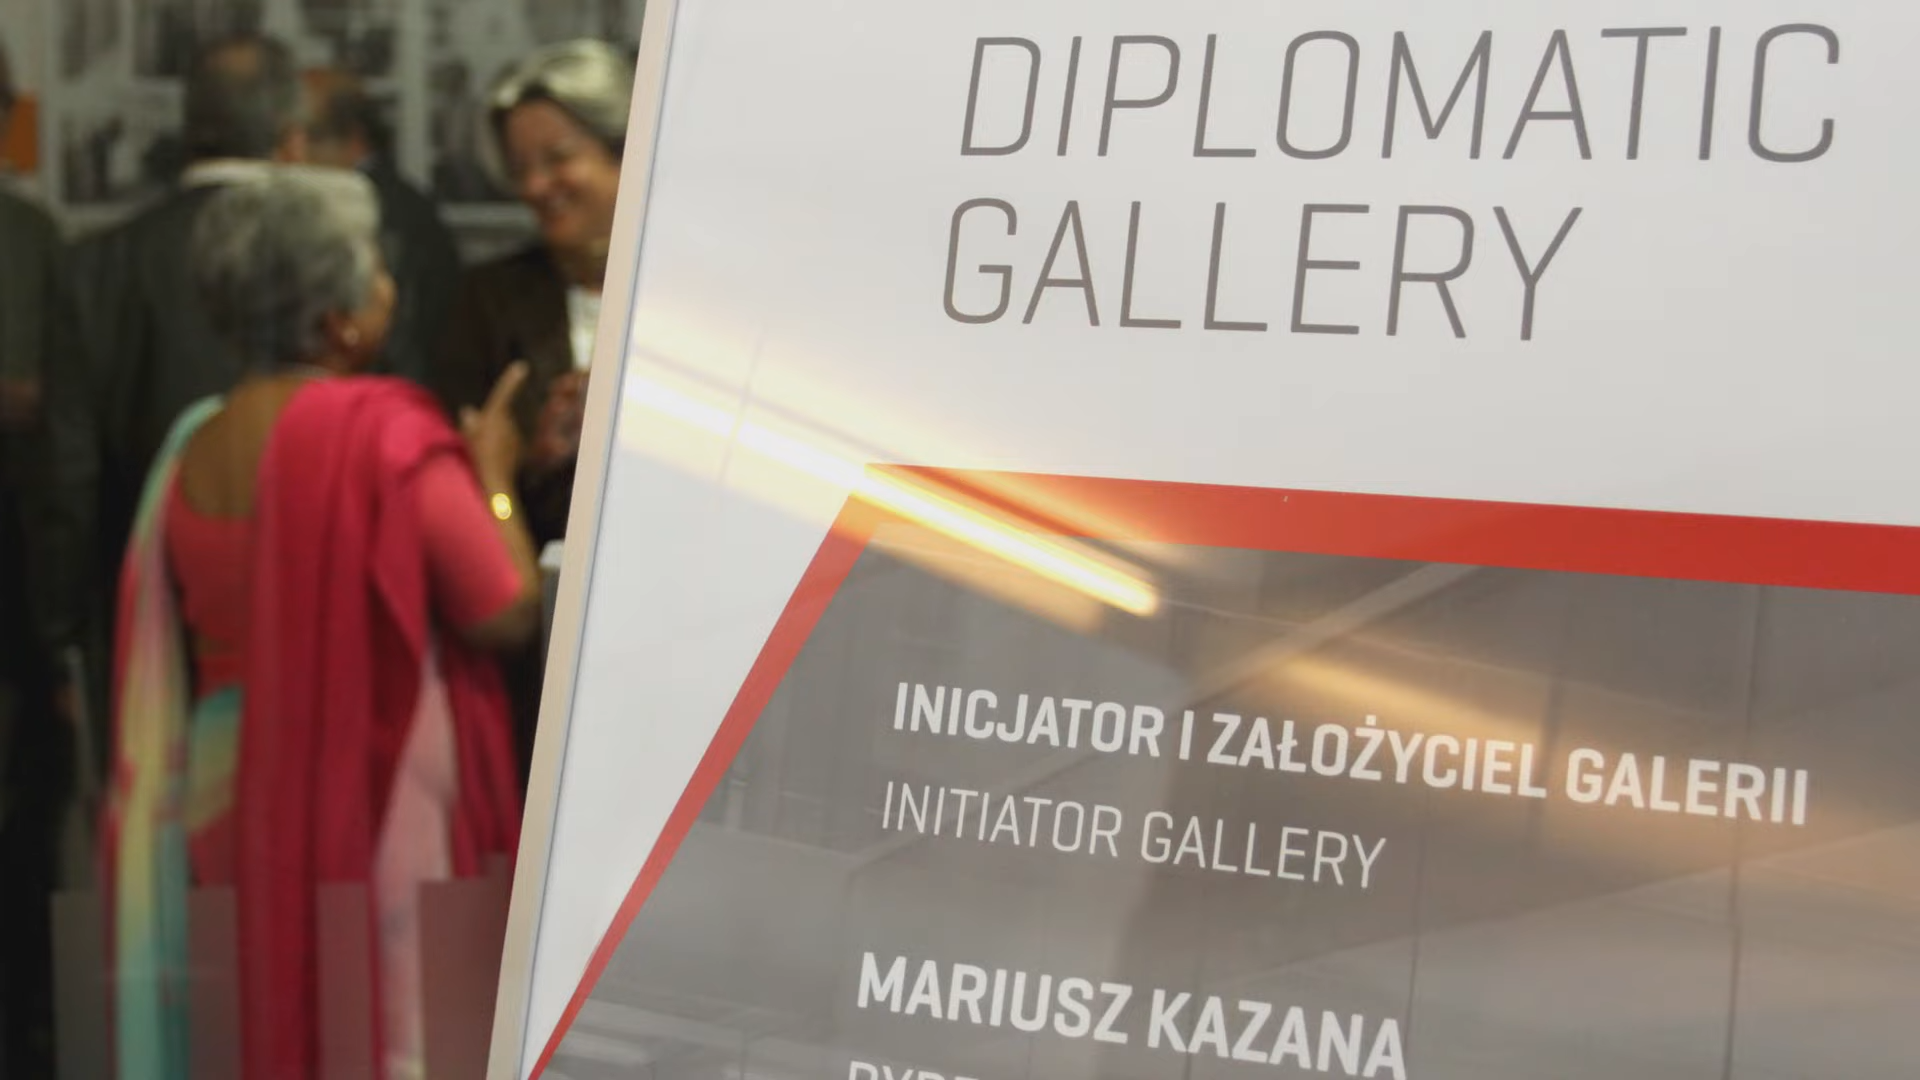 DIPLOMATIC
GALLERY
INICJATOR I ZAŁOŻYCIEL GALERII
INITIATOR GALLERY
MARIUSZ KAZANA